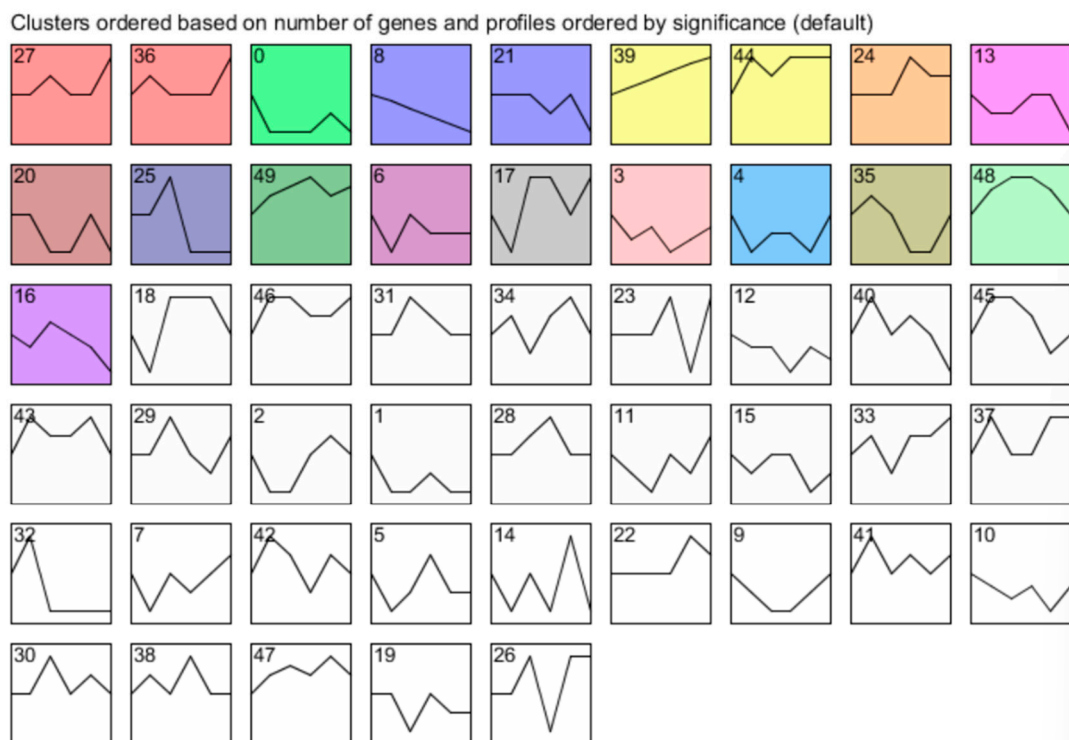 Clusters ordered based on number of genes and profiles ordered by significance (default)
27 36 0 8 21 39 44 24 13
20 25 49 6 17 3 4 35 48
16 18 46 31 34 23 12 40 45
43 29 2 1 28 11 15 33 37
32 7 42 5 14 22 9 41 10
30 38 47 19 26